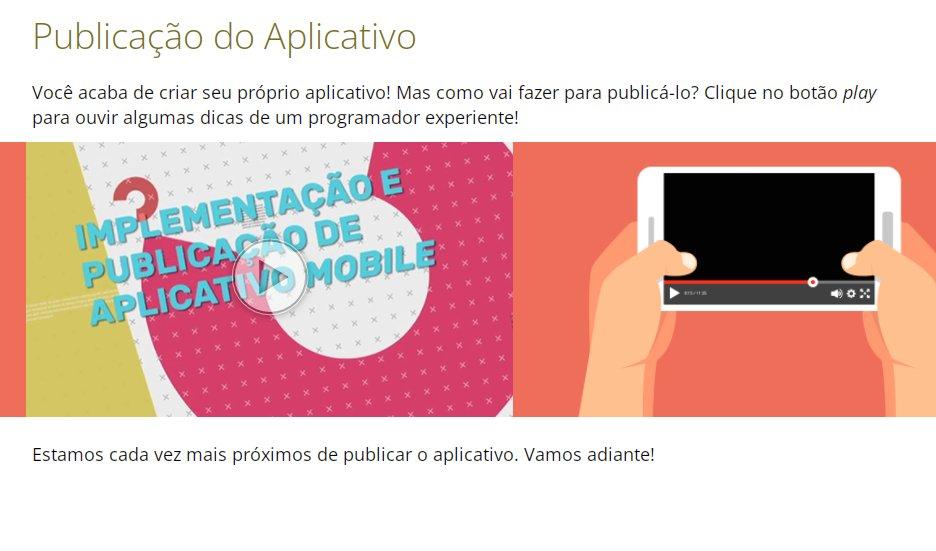 Publicação do Aplicativo
Você acaba de criar seu próprio aplicativo! Mas como vai fazer para publicá-lo? Clique no botão play
para ouvir algumas dicas de um programador experiente!
IMPLEMENTAÇÃO E
PUBLICAÇÃO DE
APLICATIVO MOBILE
Estamos cada vez mais próximos de publicar o aplicativo. Vamos adiante!